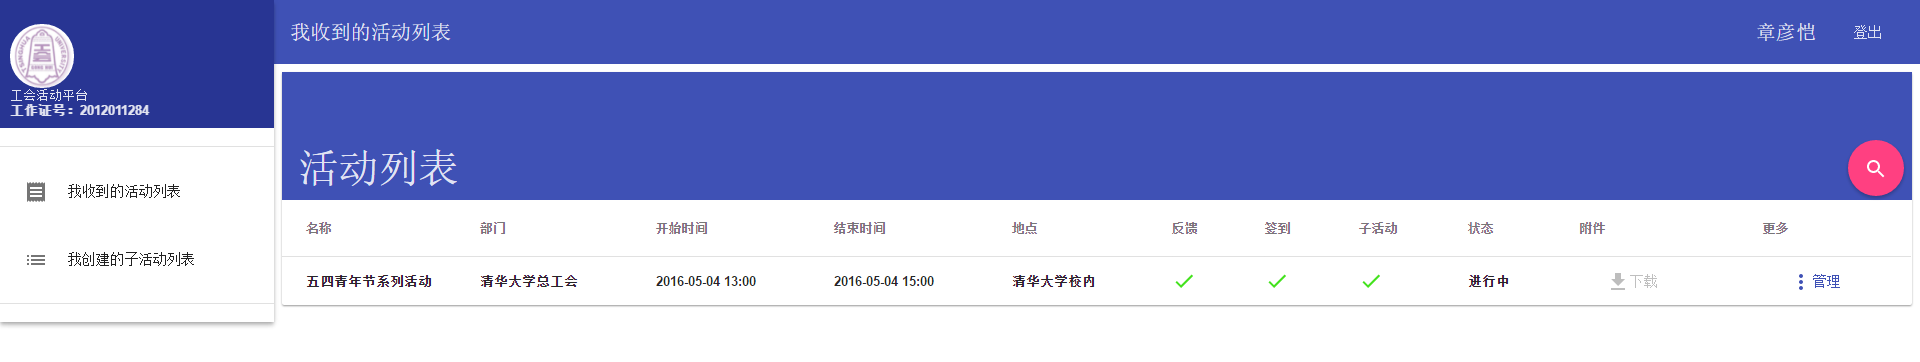 工会活动平台
工作证号：2012011284
我收到的活动列表
我创建的子活动列表
我收到的活动列表
章彦恺 登出
活动列表
名称 部门 开始时间 结束时间 地点 反馈 签到 子活动 状态 附件 更多
五四青年节系列活动 清华大学总工会 2016-05-04 13:00 2016-05-04 15:00 清华大学校内 进行中 下载 管理